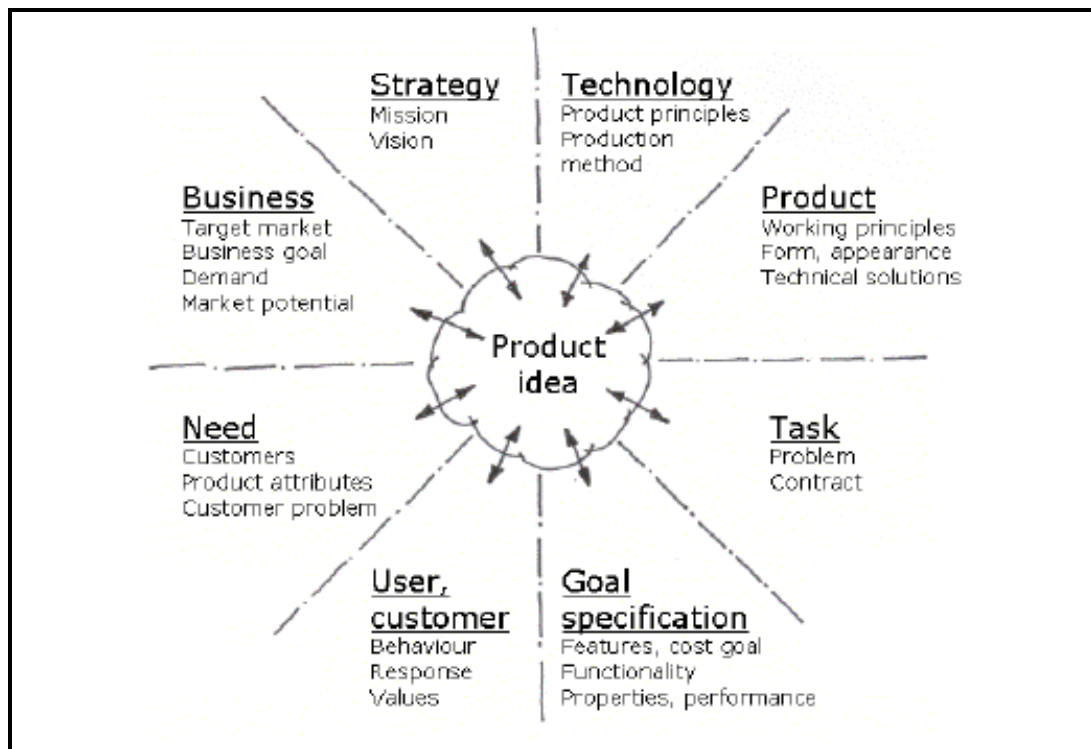 Strategy
Mission
Vision
Technology
Product principles
Production
method
Business
Target market
Business goal
Demand
Market potential
Product
Working principles
Form, appearance
Technical solutions
Product
idea
Need
Customers
Product attributes
Customer problem
Task
Problem
Contract
User,
customer
Behaviour
Response
Values
Goal
specification
Features, cost goal
Functionality
Properties, performance